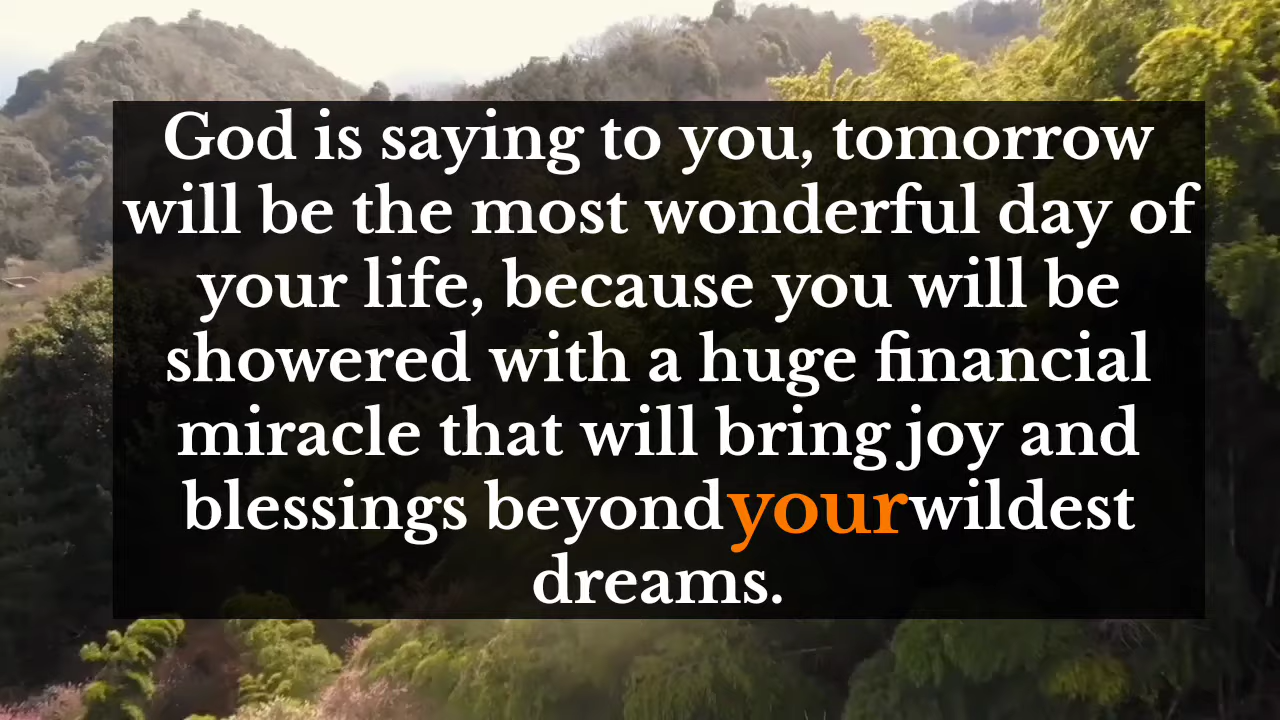 God is saying to you, tomorrow
will be the most wonderful day of
your life, because you will be
showered with a huge financial
miracle that will bring joy and
blessings beyond your wildest
dreams.